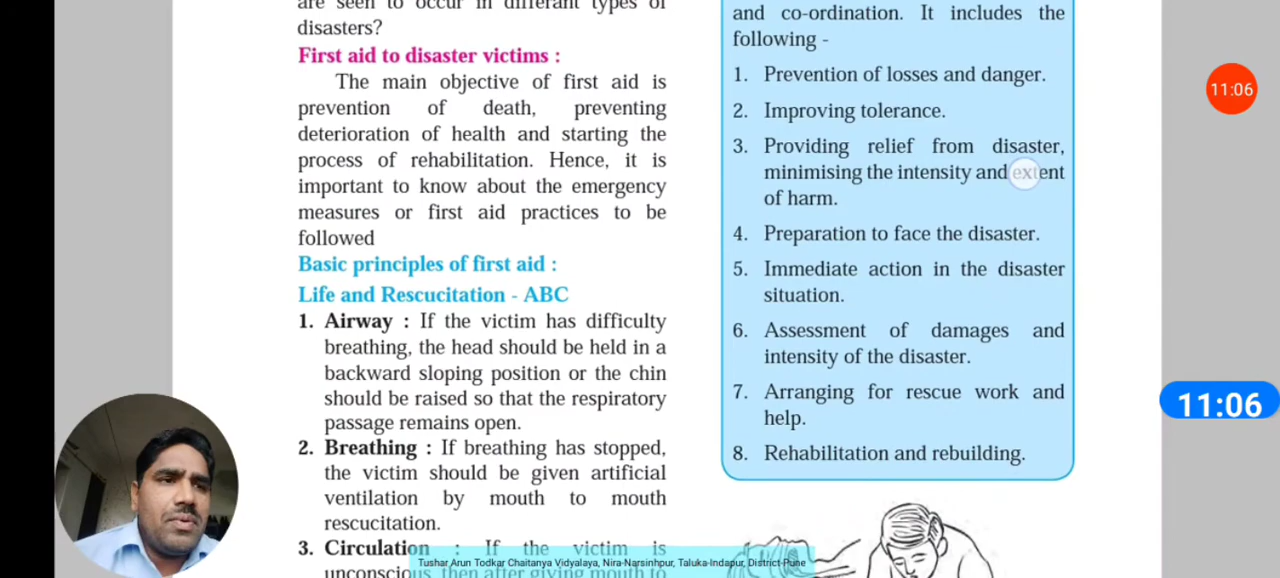 are seen to occur in differant types of
disasters?
First aid to disaster victims :
The main objective of first aid is
prevention of death, preventing
deterioration of health and starting the
process of rehabilitation. Hence, it is
important to know about the emergency
measures or first aid practices to be
followed
Basic principles of first aid :
Life and Rescucitation - ABC
1. Airway : If the victim has difficulty
breathing, the head should be held in a
backward sloping position or the chin
should be raised so that the respiratory
passage remains open.
2. Breathing : If breathing has stopped,
the victim should be given artificial
ventilation by mouth to mouth
rescucitation.
3. Circulation : If the victim is
unconscious, then after giving mouth to
and co-ordination. It includes the
following -
1. Prevention of losses and danger.
2. Improving tolerance.
3. Providing relief from disaster,
minimising the intensity and extent
of harm.
4. Preparation to face the disaster.
5. Immediate action in the disaster
situation.
6. Assessment of damages and
intensity of the disaster.
7. Arranging for rescue work and
help.
8. Rehabilitation and rebuilding.
11:06
11:06
Tushar Arun Todkar Chaitanya Vidyalaya, Nira-Narsinhpur, Taluka-Indapur, District-Pune